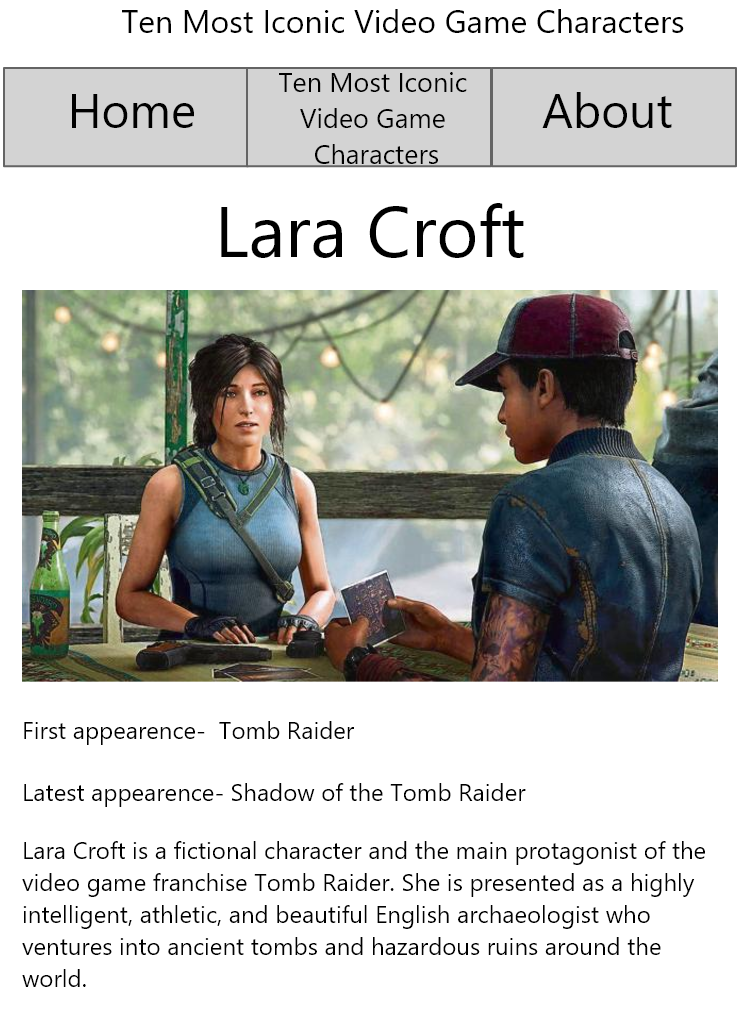 Ten Most Iconic Video Game Characters
Home
Ten Most Iconic
Video Game
Characters
About
Lara Croft
First appearence-  Tomb Raider
Latest appearence- Shadow of the Tomb Raider
Lara Croft is a fictional character and the main protagonist of the
video game franchise Tomb Raider. She is presented as a highly
intelligent, athletic, and beautiful English archaeologist who
ventures into ancient tombs and hazardous ruins around the
world.